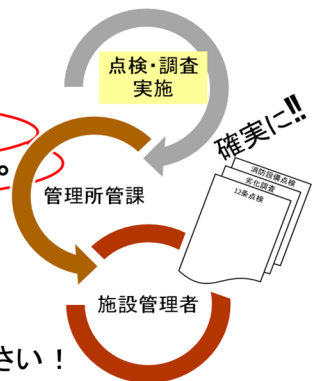 点検・調査
実施
確実に!!
。
消防設備点検
劣化調査
12条点検
管理所管課
施設管理者
さい！